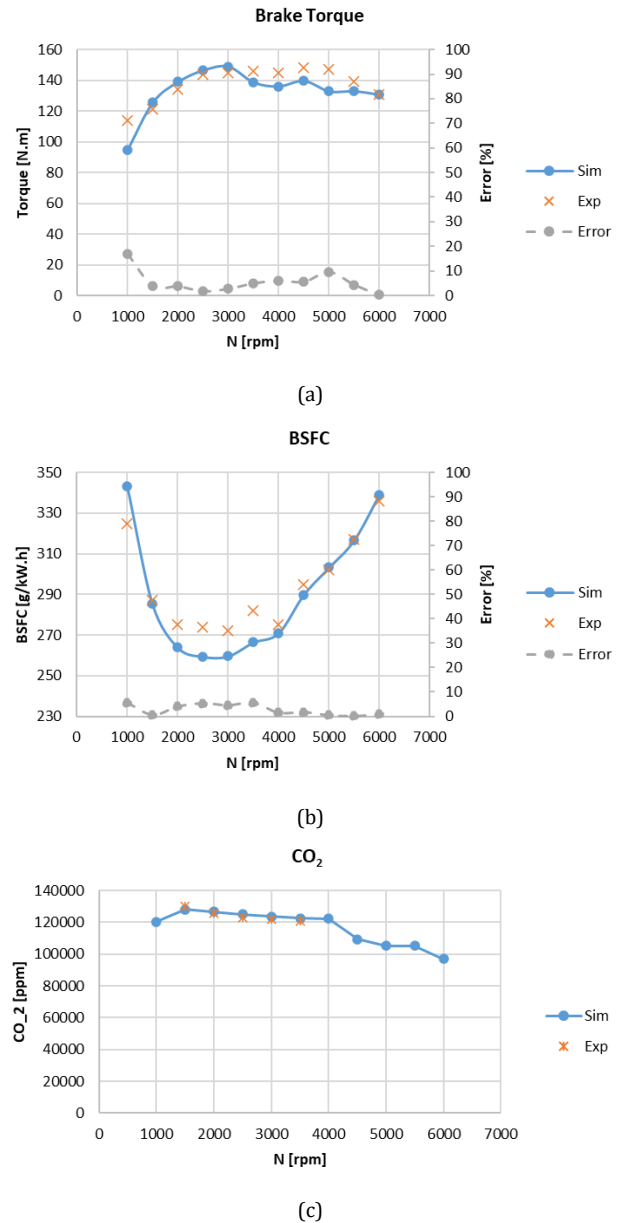 Brake Torque
160
140
120
100
80
60
40
20
0
Torque [N.m]
100
90
80
70
60
50
40
30
20
10
0
Error [%]
0 1000 2000 3000 4000 5000 6000 7000
N [rpm]
Sim
Exp
Error
(a)
BSFC
350
330
310
290
270
250
230
BSFC [g/kW.h]
100
90
80
70
60
50
40
30
20
10
0
Error [%]
0 1000 2000 3000 4000 5000 6000 7000
N [rpm]
Sim
Exp
Error
(b)
CO₂
140000
120000
100000
80000
60000
40000
20000
0
CO_2 [ppm]
0 1000 2000 3000 4000 5000 6000 7000
N [rpm]
Sim
Exp
(c)